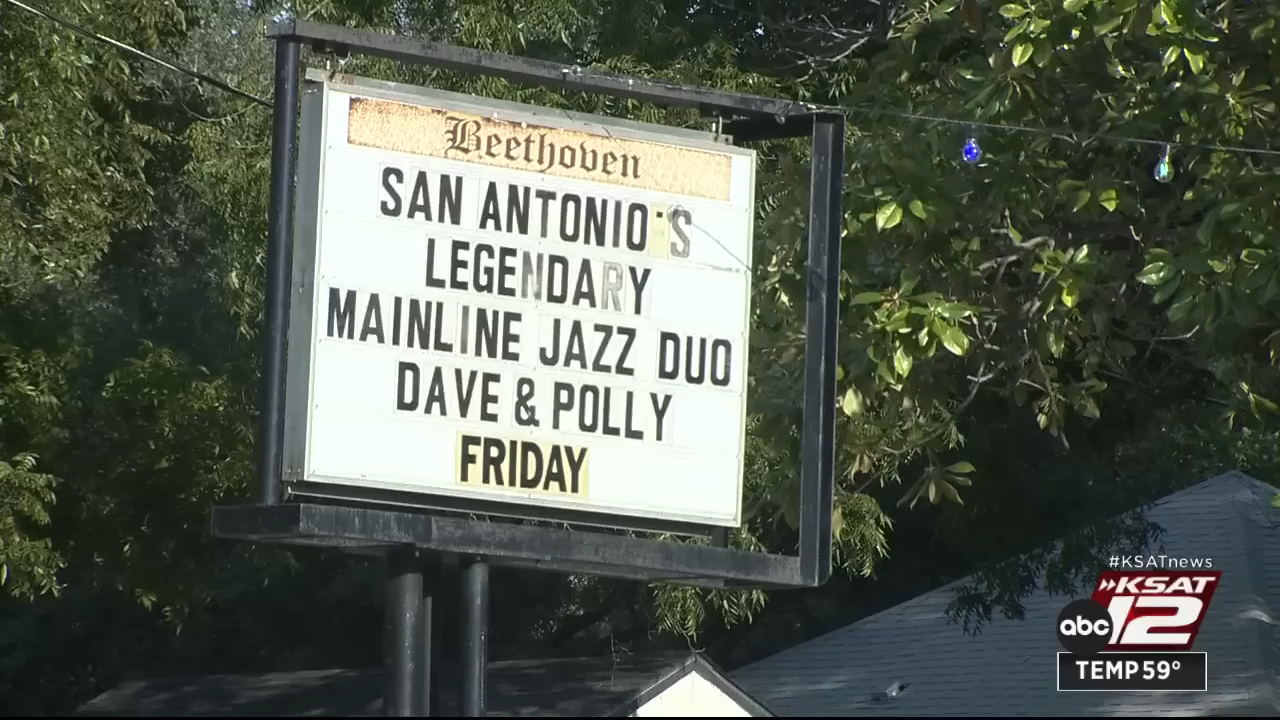 Beethoven
SAN ANTONIO'S
LEGENDARY
MAINLINE JAZZ DUO
DAVE & POLLY
FRIDAY
#KSATnews
KSAT
abc 12
TEMP 59°